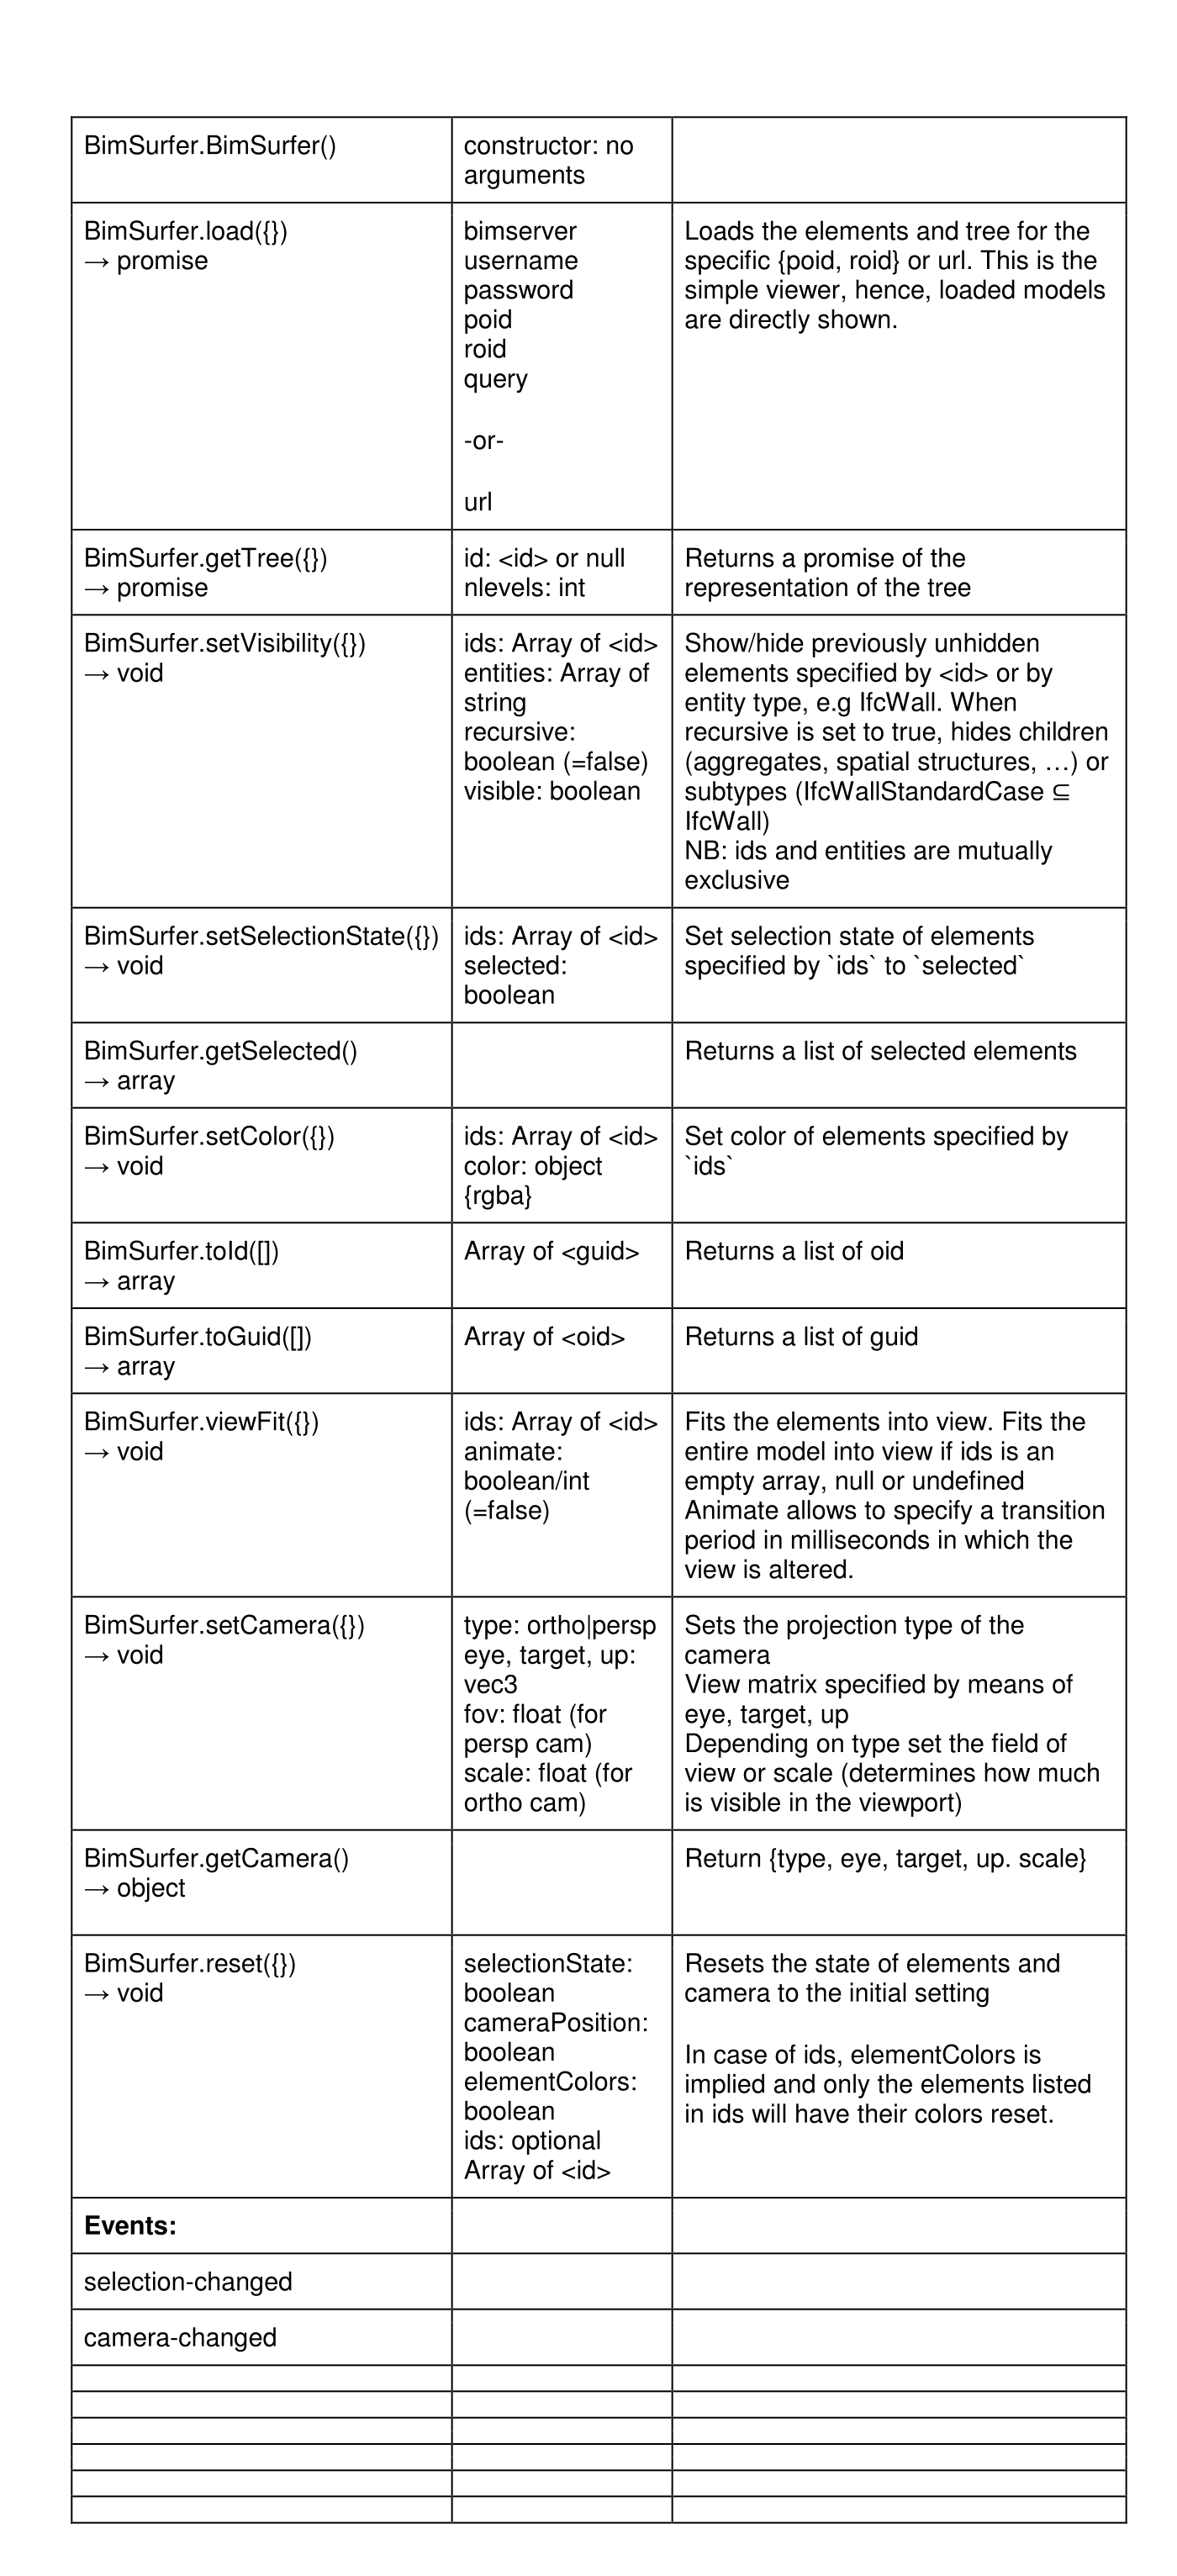 BimSurfer.BimSurfer()
constructor: no
arguments
BimSurfer.load({})
→ promise
bimserver
username
password
poid
roid
query
-or-
url
Loads the elements and tree for the
specific {poid, roid} or url. This is the
simple viewer, hence, loaded models
are directly shown.
BimSurfer.getTree({})
→ promise
id: <id> or null
nlevels: int
Returns a promise of the
representation of the tree
BimSurfer.setVisibility({})
→ void
ids: Array of <id>
entities: Array of
string
recursive:
boolean (=false)
visible: boolean
Show/hide previously unhidden
elements specified by <id> or by
entity type, e.g IfcWall. When
recursive is set to true, hides children
(aggregates, spatial structures, …) or
subtypes (IfcWallStandardCase ⊆
IfcWall)
NB: ids and entities are mutually
exclusive
BimSurfer.setSelectionState({})
→ void
ids: Array of <id>
selected:
boolean
Set selection state of elements
specified by `ids` to `selected`
BimSurfer.getSelected()
→ array
Returns a list of selected elements
BimSurfer.setColor({})
→ void
ids: Array of <id>
color: object
{rgba}
Set color of elements specified by
`ids`
BimSurfer.toId([])
→ array
Array of <guid>
Returns a list of oid
BimSurfer.toGuid([])
→ array
Array of <oid>
Returns a list of guid
BimSurfer.viewFit({})
→ void
ids: Array of <id>
animate:
boolean/int
(=false)
Fits the elements into view. Fits the
entire model into view if ids is an
empty array, null or undefined
Animate allows to specify a transition
period in milliseconds in which the
view is altered.
BimSurfer.setCamera({})
→ void
type: ortho|persp
eye, target, up:
vec3
fov: float (for
persp cam)
scale: float (for
ortho cam)
Sets the projection type of the
camera
View matrix specified by means of
eye, target, up
Depending on type set the field of
view or scale (determines how much
is visible in the viewport)
BimSurfer.getCamera()
→ object
Return {type, eye, target, up. scale}
BimSurfer.reset({})
→ void
selectionState:
boolean
cameraPosition:
boolean
elementColors:
boolean
ids: optional
Array of <id>
Resets the state of elements and
camera to the initial setting
In case of ids, elementColors is
implied and only the elements listed
in ids will have their colors reset.
Events:
selection-changed
camera-changed